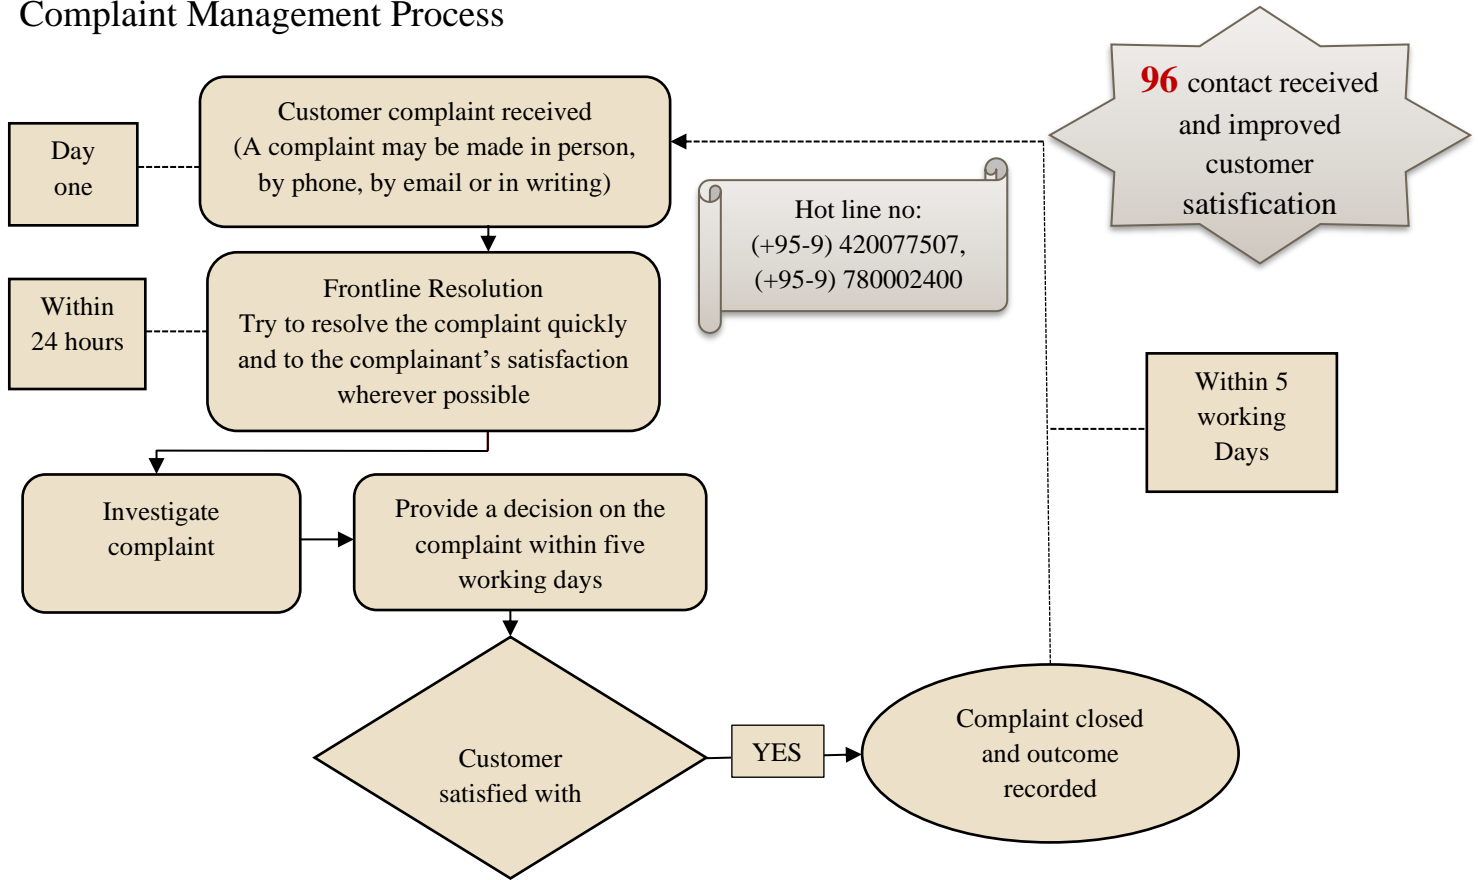 Complaint Management Process
96 contact received
and improved
customer
satisfication
Customer complaint received
(A complaint may be made in person,
by phone, by email or in writing)
Day
one
Hot line no:
(+95-9) 420077507,
(+95-9) 780002400
Frontline Resolution
Try to resolve the complaint quickly
and to the complainant’s satisfaction
wherever possible
Within
24 hours
Within 5
working
Days
Investigate
complaint
Provide a decision on the
complaint within five
working days
Customer
satisfied with
YES
Complaint closed
and outcome
recorded